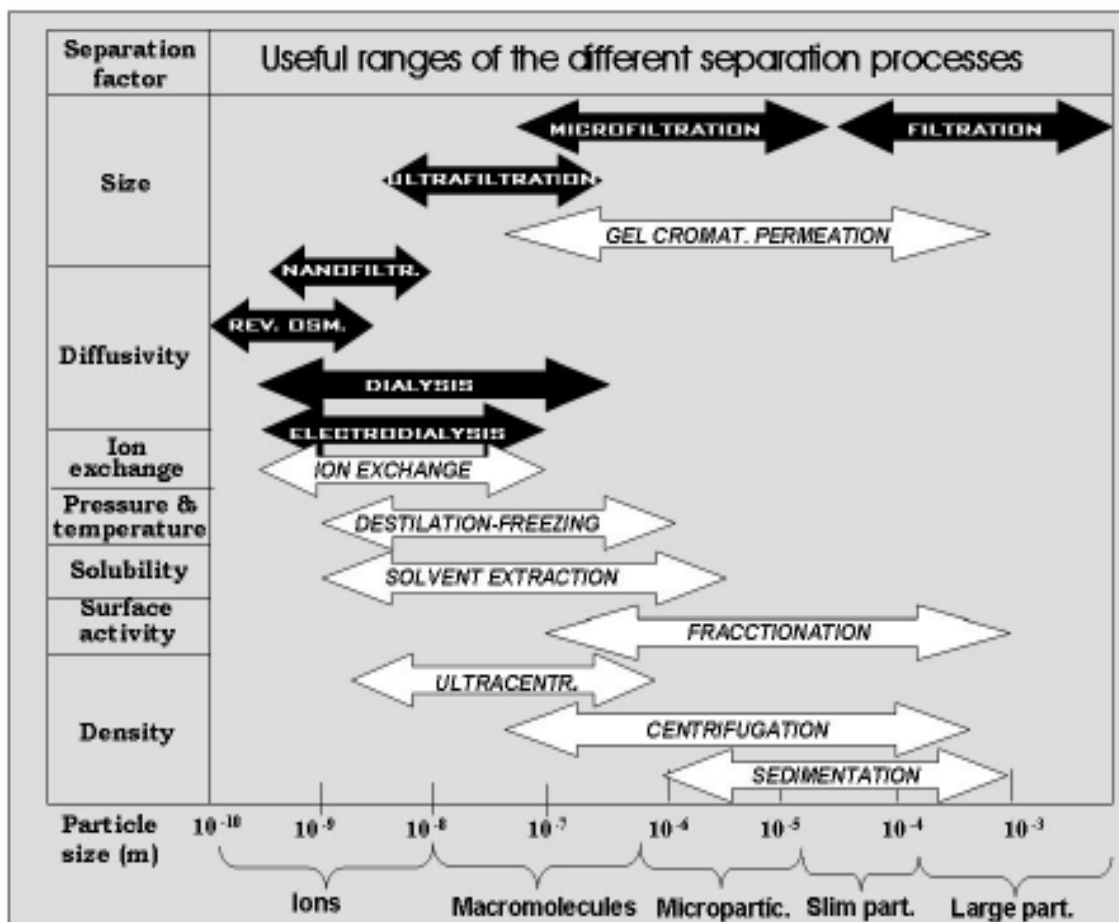 Separation
factor
Useful ranges of the different separation processes
Size
MICROFILTRATION
FILTRATION
ULTRAFILTRATION
GEL CROMAT. PERMEATION
NANOFILTR.
Diffusivity
REV. OSM.
DIALYSIS
ELECTRODIALYSIS
Ion
exchange
ION EXCHANGE
Pressure &
temperature
DESTILATION-FREEZING
Solubility
SOLVENT EXTRACTION
Surface
activity
FRACCTIONATION
Density
ULTRACENTR.
CENTRIFUGATION
SEDIMENTATION
Particle
size (m)
10⁻¹⁰ 10⁻⁹ 10⁻⁸ 10⁻⁷ 10⁻⁶ 10⁻⁵ 10⁻⁴ 10⁻³
Ions Macromolecules Micropartic. Slim part. Large part.